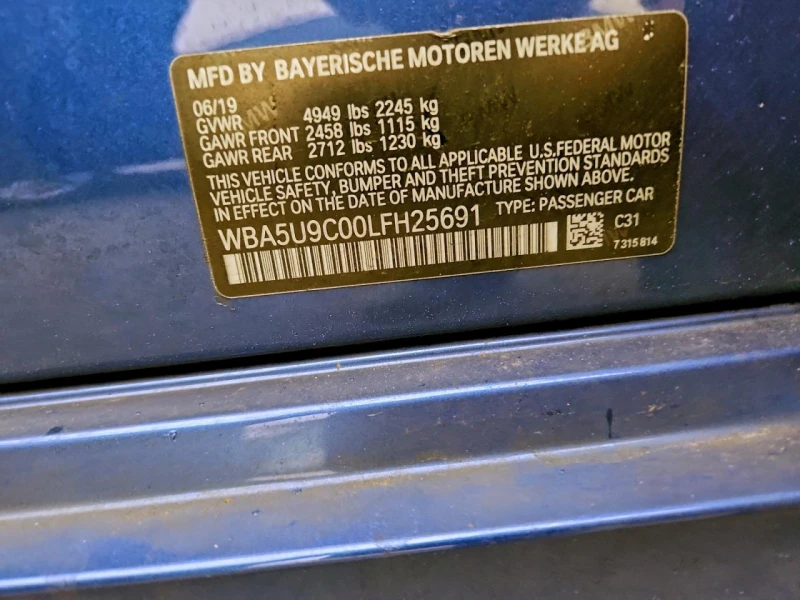 MFD BY BAYERISCHE MOTOREN WERKE AG
06/19
GVWR 4949 lbs 2245 kg
GAWR FRONT 2458 lbs 1115 kg
GAWR REAR 2712 lbs 1230 kg
THIS VEHICLE CONFORMS TO ALL APPLICABLE U.S.FEDERAL MOTOR
VEHICLE SAFETY, BUMPER AND THEFT PREVENTION STANDARDS
IN EFFECT ON THE DATE OF MANUFACTURE SHOWN ABOVE.
WBA5U9C00LFH25691 TYPE: PASSENGER CAR
C31
7315814